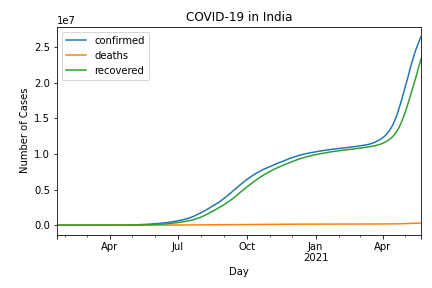 COVID-19 in India
1e7
confirmed
deaths
recovered
Number of Cases
2.5
2.0
1.5
1.0
0.5
0.0
Apr
Jul
Oct
Jan
2021
Apr
Day